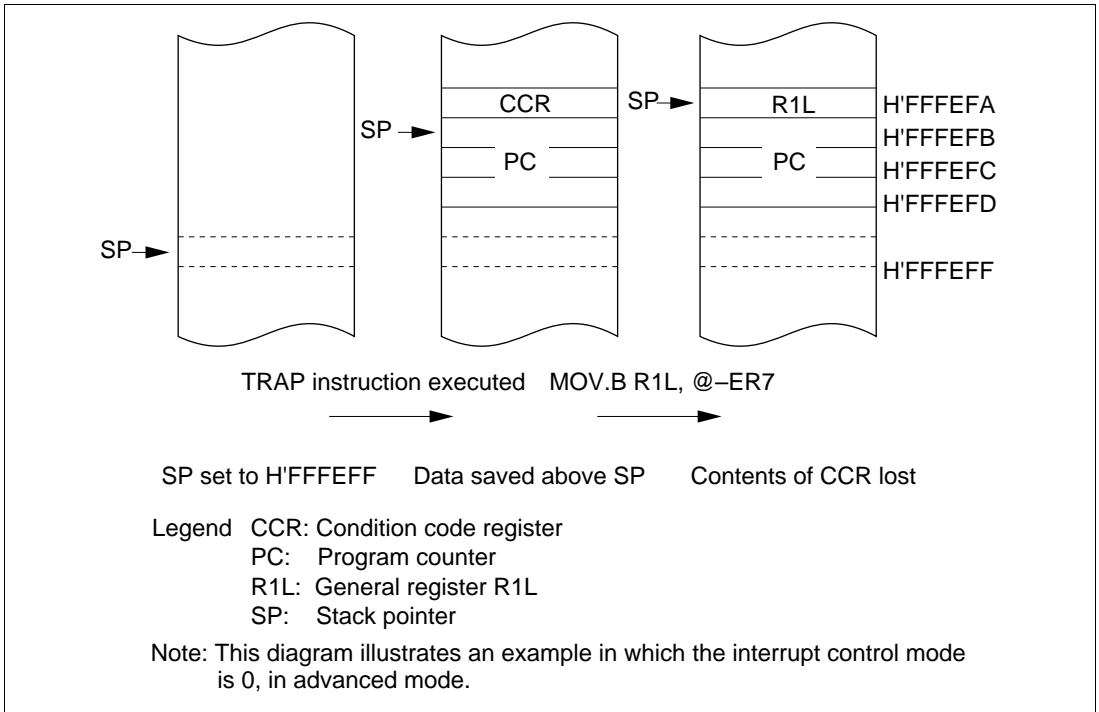 CCR
SP
R1L
H'FFFEFA
SP
H'FFFEFB
PC
PC
H'FFFEFC
H'FFFEFD
SP
H'FFFEFF
TRAP instruction executed
MOV.B R1L, @–ER7
SP set to H'FFFEFF
Data saved above SP
Contents of CCR lost
Legend CCR: Condition code register
PC: Program counter
R1L: General register R1L
SP: Stack pointer
Note: This diagram illustrates an example in which the interrupt control mode
is 0, in advanced mode.